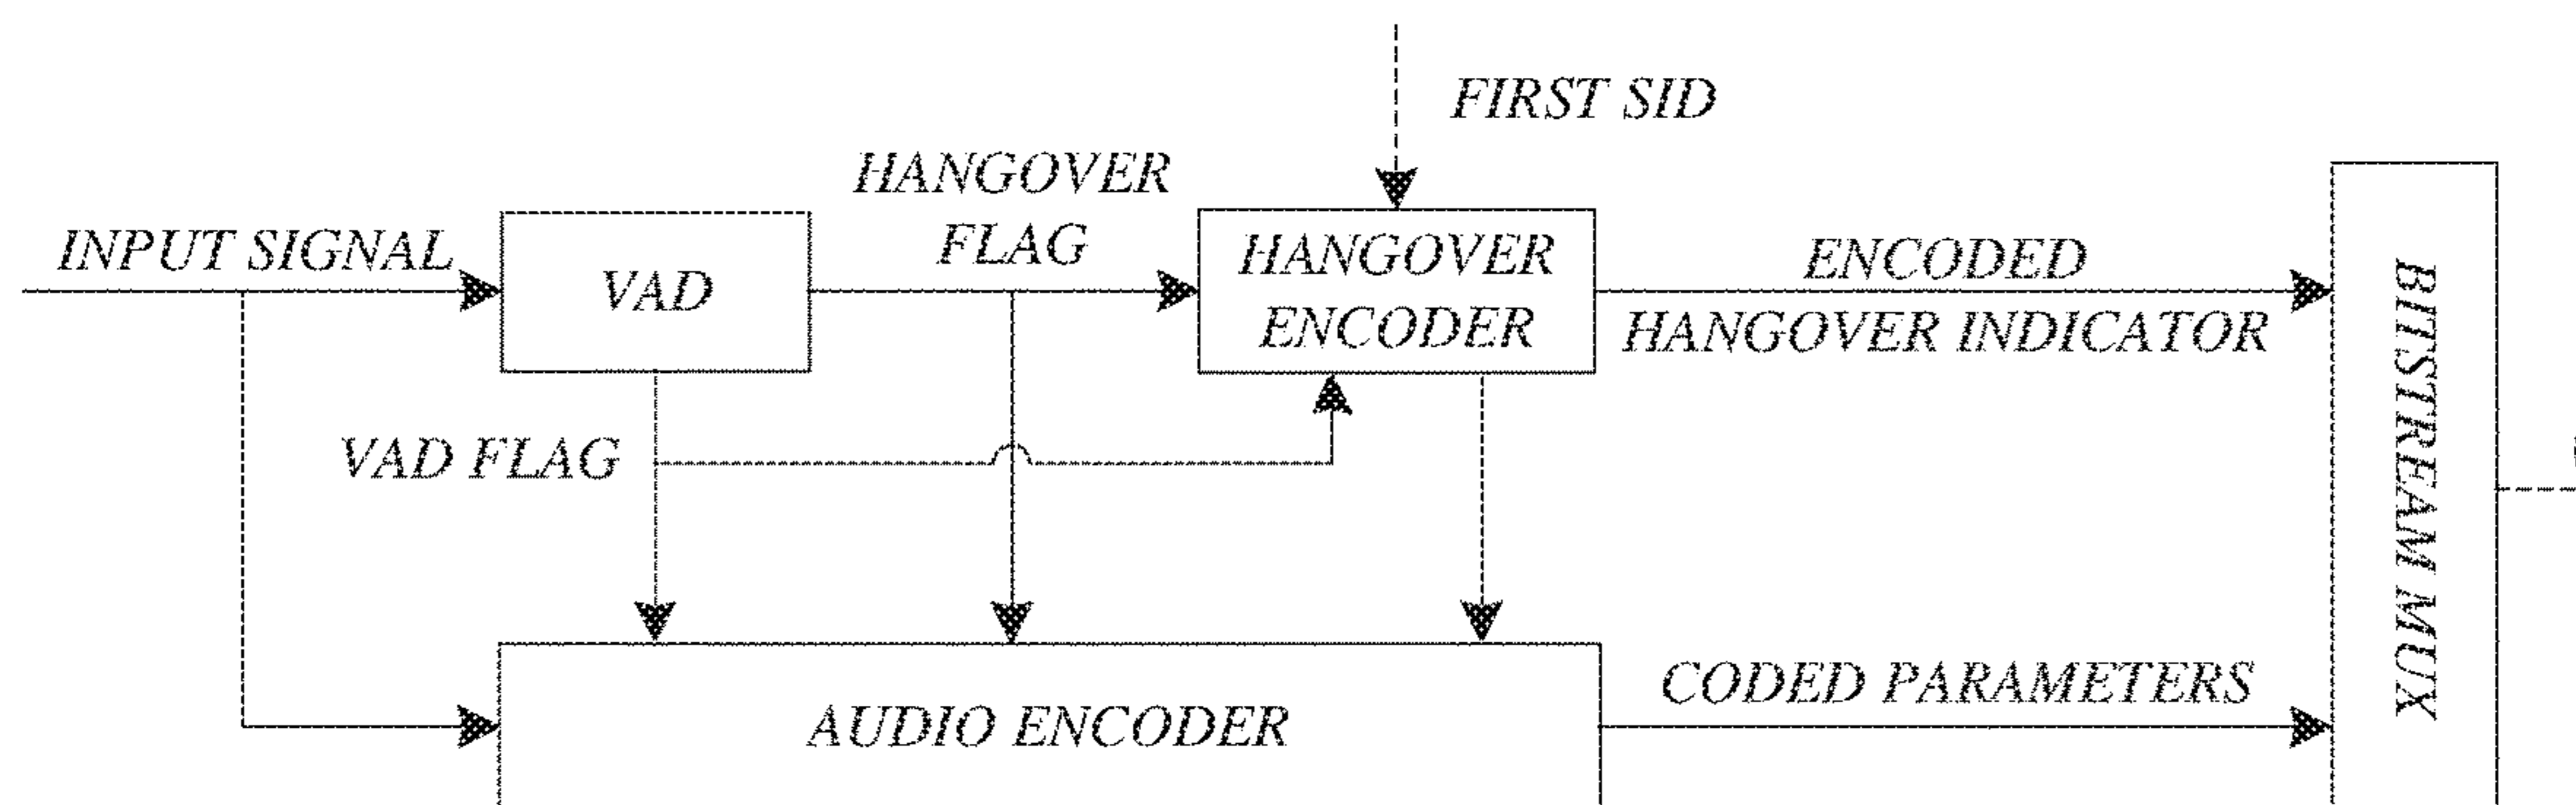 FIRST SID
HANGOVER
FLAG
INPUT SIGNAL
VAD
HANGOVER
ENCODER
ENCODED
HANGOVER INDICATOR
BITSTREAM MUX
VAD FLAG
AUDIO ENCODER
CODED PARAMETERS